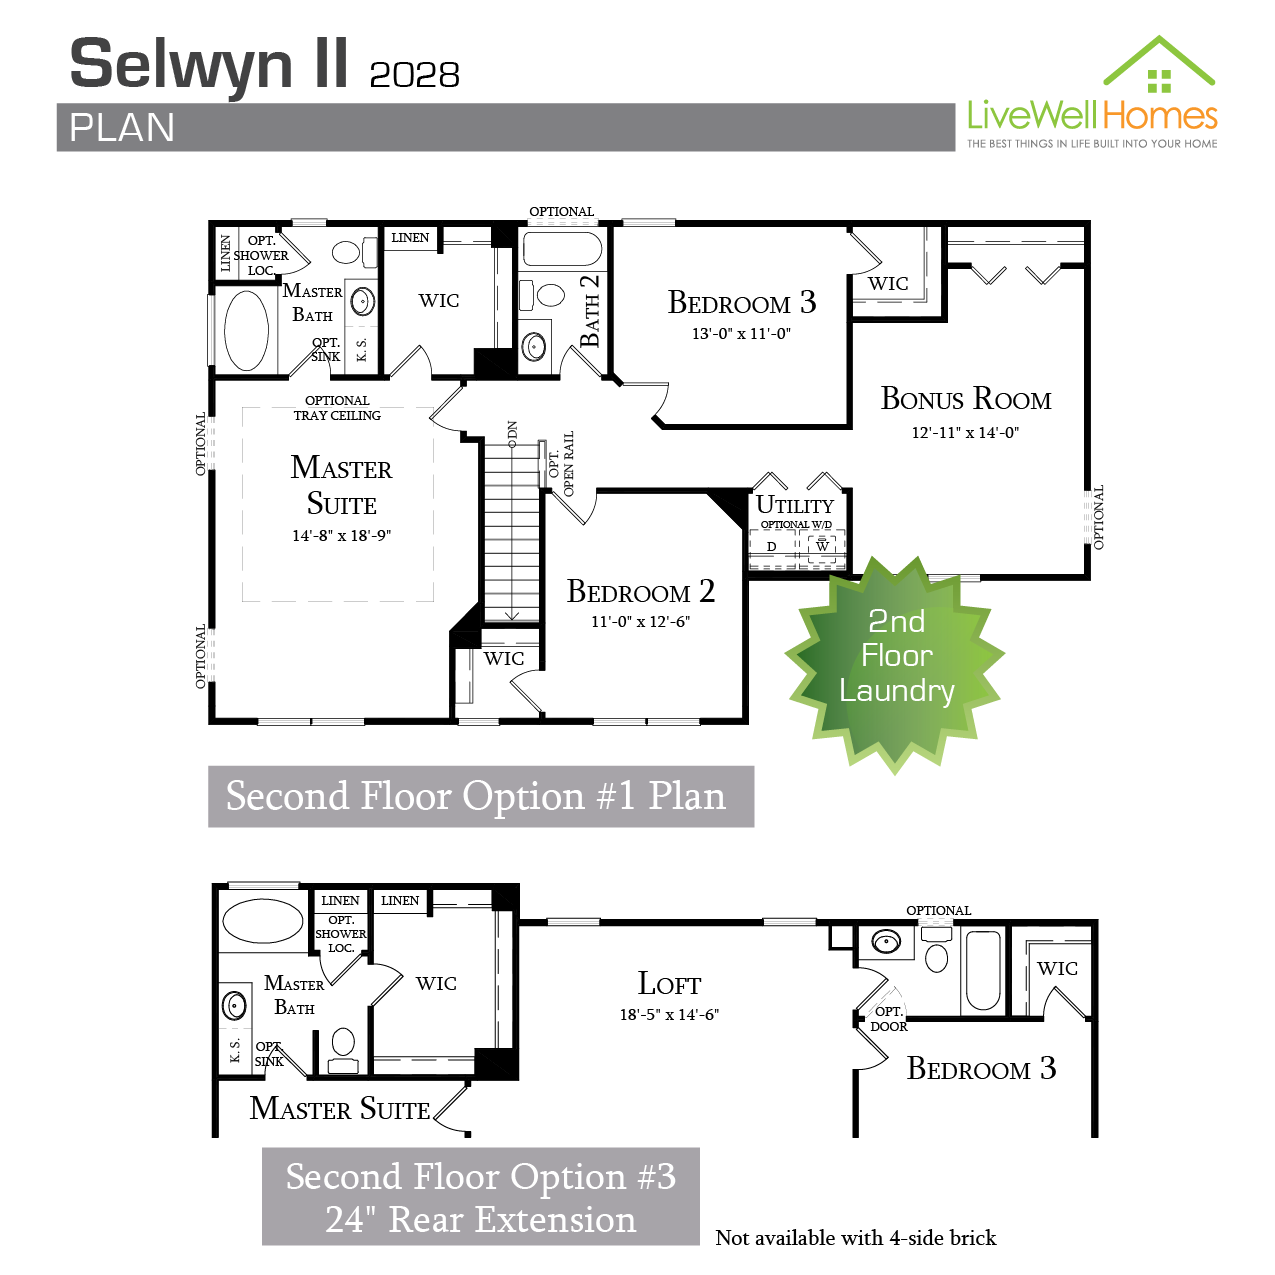 Selwyn II 2028
PLAN
LiveWell Homes
THE BEST THINGS IN LIFE BUILT INTO YOUR HOME
OPTIONAL
LINEN
OPT.
SHOWER
LOC.
MASTER
BATH
OPT.
SINK
K. S.
LINEN
WIC
BATH 2
BEDROOM 3
13'-0" x 11'-0"
WIC
BONUS ROOM
12'-11" x 14'-0"
OPTIONAL
TRAY CEILING
OPTIONAL
MASTER
SUITE
14'-8" x 18'-9"
DN
OPT.
OPEN RAIL
UTILITY
OPTIONAL W/D
D
W
OPTIONAL
BEDROOM 2
11'-0" x 12'-6"
OPTIONAL
WIC
2nd
Floor
Laundry
Second Floor Option #1 Plan
LINEN
OPT.
SHOWER
LOC.
LINEN
OPTIONAL
MASTER
BATH
WIC
LOFT
18'-5" x 14'-6"
WIC
OPT.
DOOR
K. S.
OPT.
SINK
BEDROOM 3
MASTER SUITE
Second Floor Option #3
24" Rear Extension
Not available with 4-side brick